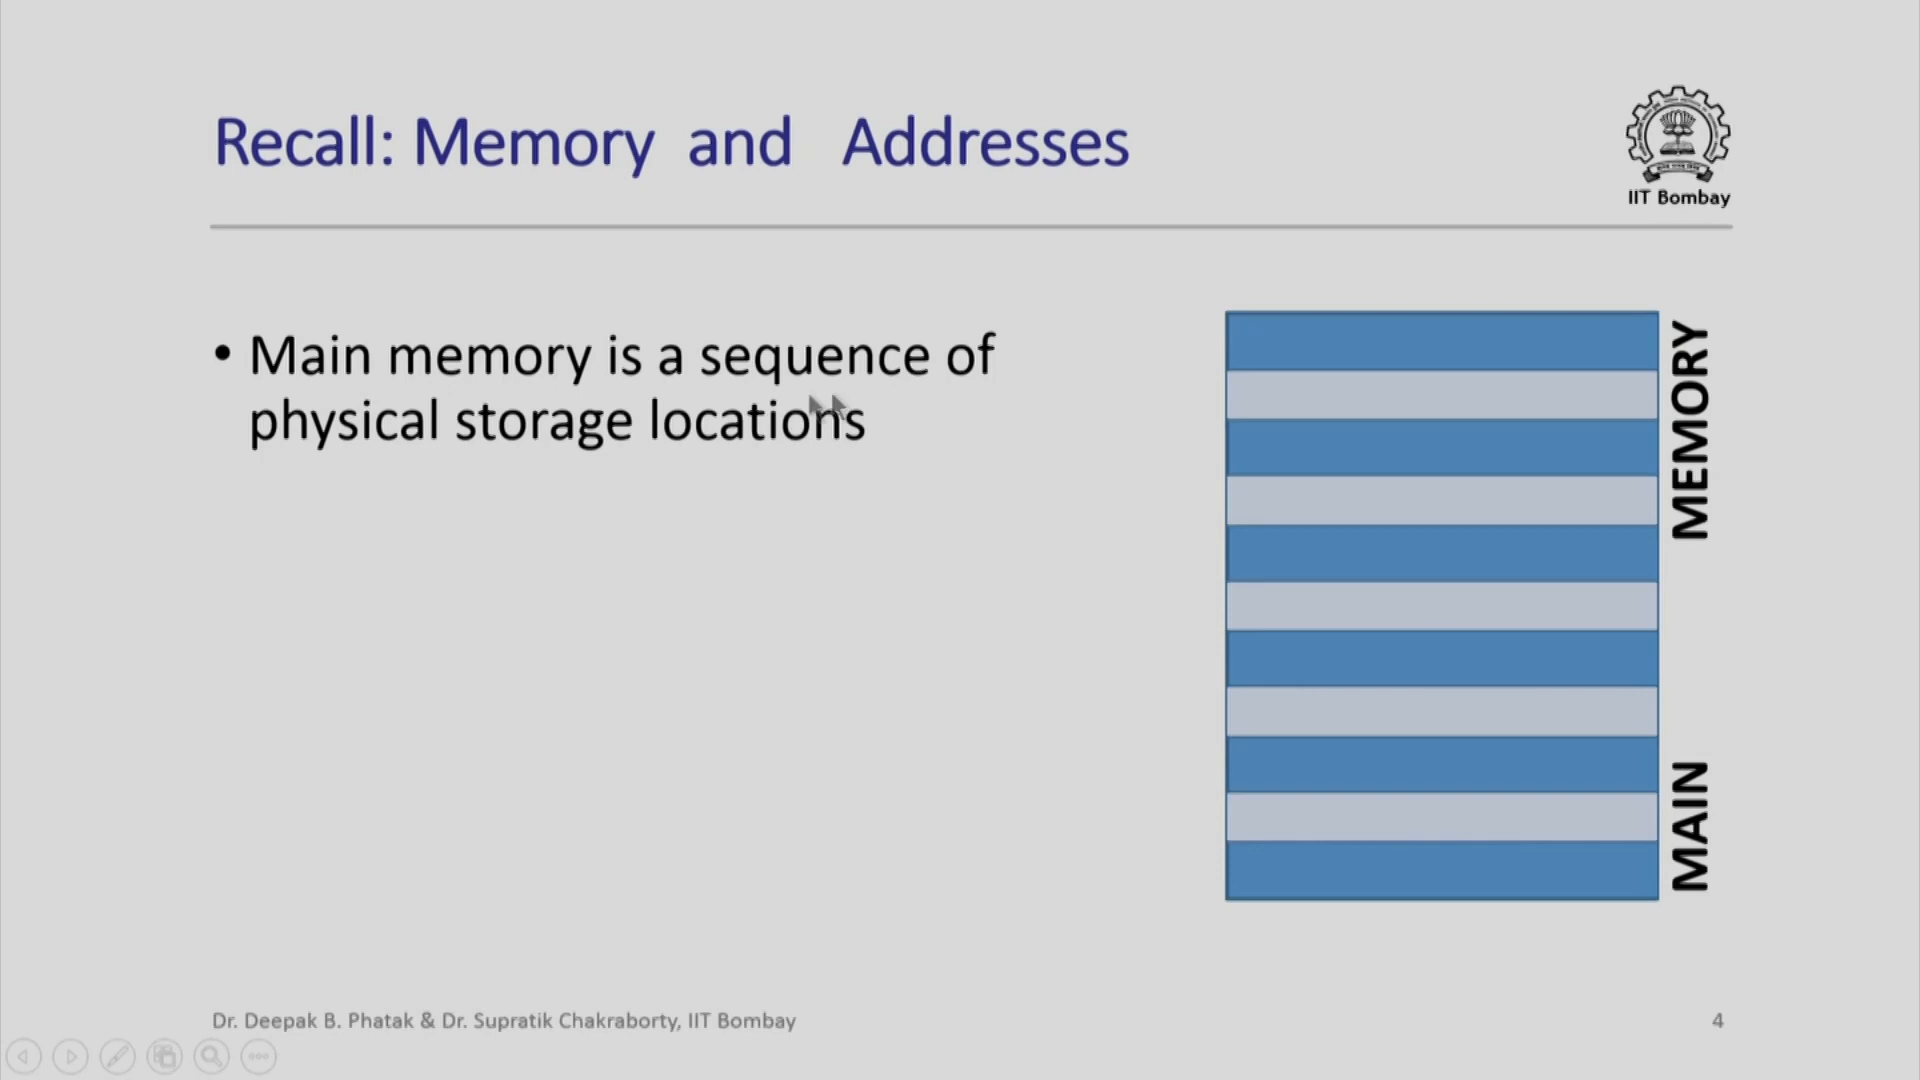 Recall: Memory and Addresses
IIT Bombay
• Main memory is a sequence of
physical storage locations
MEMORY
MAIN
Dr. Deepak B. Phatak & Dr. Supratik Chakraborty, IIT Bombay
4